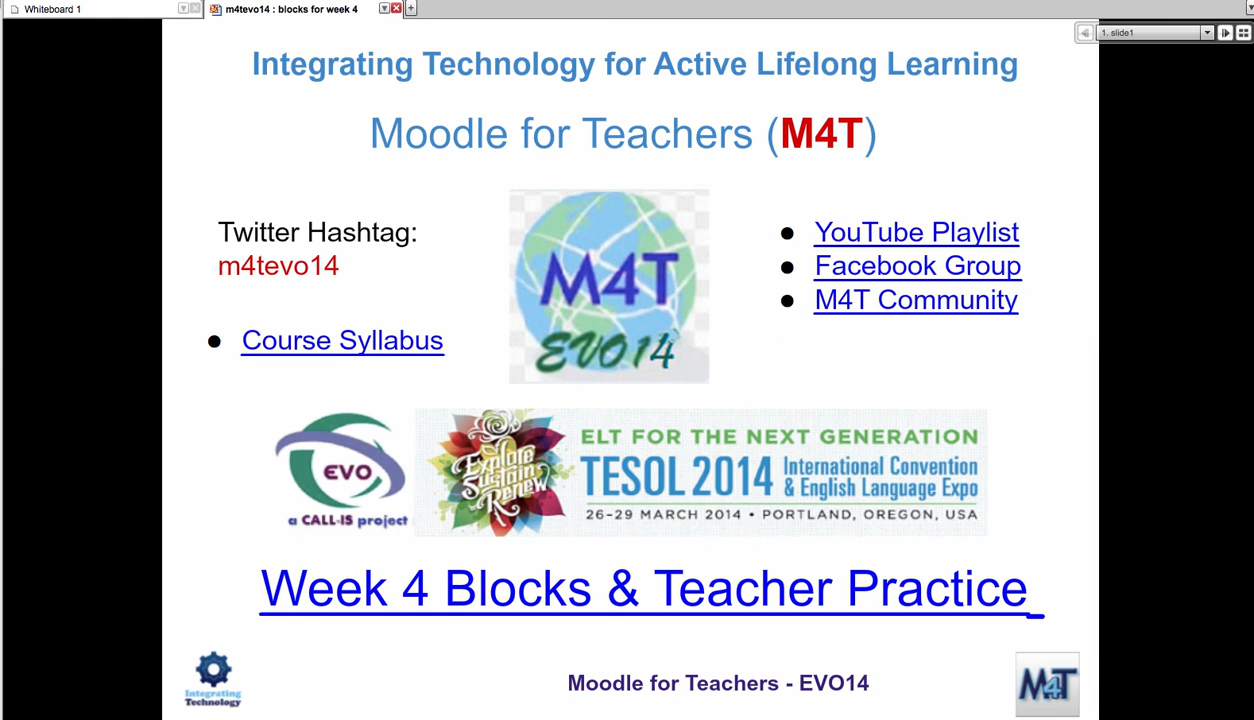 Whiteboard 1
m4tevo14 : blocks for week 4
1. slide1
Integrating Technology for Active Lifelong Learning
Moodle for Teachers (M4T)
Twitter Hashtag:
m4tevo14
• Course Syllabus
M4T
EVO14
• YouTube Playlist
• Facebook Group
• M4T Community
EVO
a CALL-IS project
Explore
Sustain
Renew
ELT FOR THE NEXT GENERATION
TESOL 2014 International Convention
& English Language Expo
26–29 MARCH 2014 • PORTLAND, OREGON, USA
Week 4 Blocks & Teacher Practice
Integrating
Technology
Moodle for Teachers - EVO14
M4T